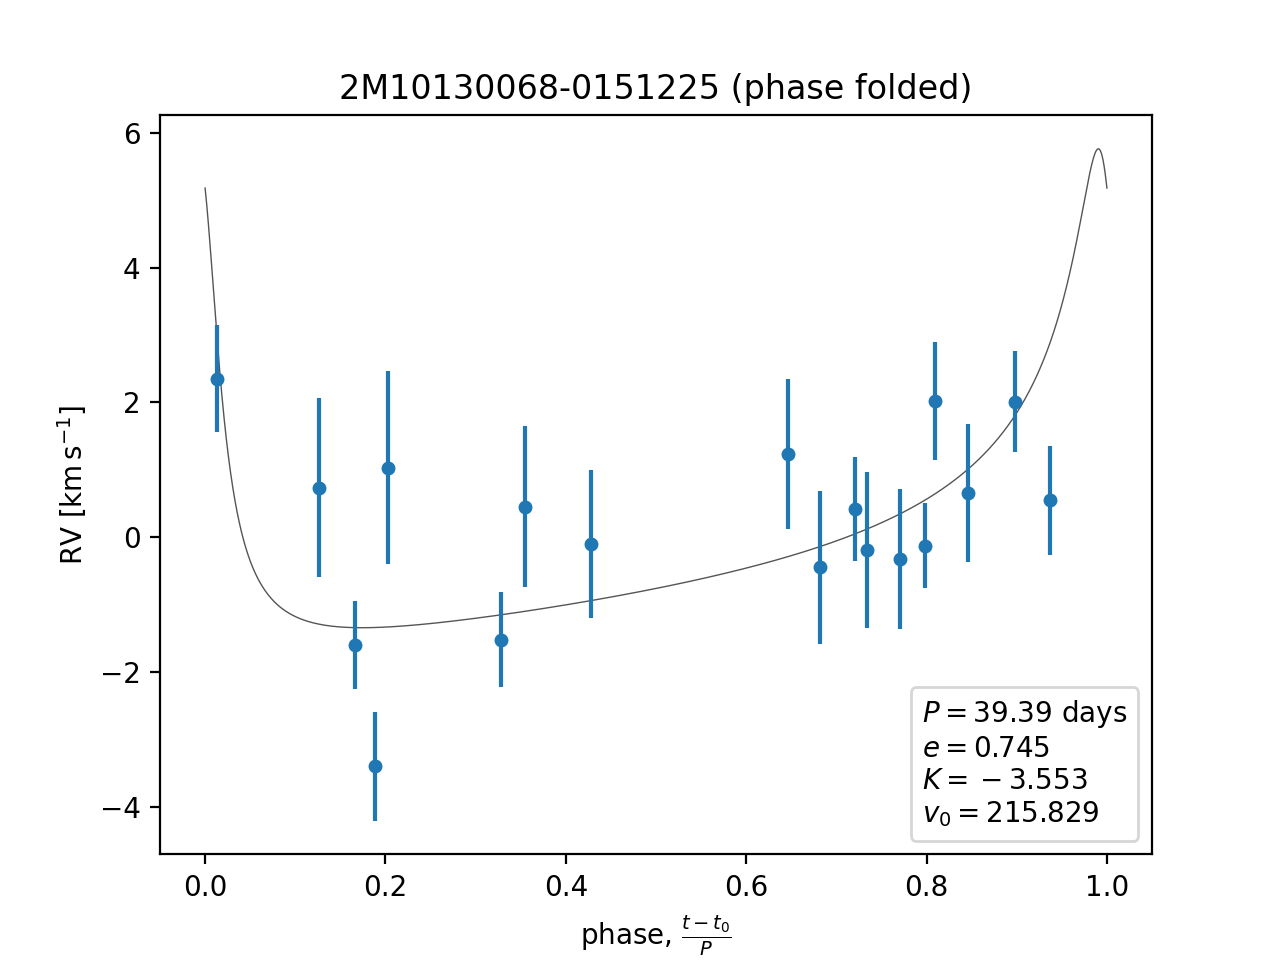 2M10130068-0151225 (phase folded)
6
4
2
0
−2
−4
RV [km s⁻¹]
P = 39.39 days
e = 0.745
K = −3.553
v₀ = 215.829
0.0 0.2 0.4 0.6 0.8 1.0
phase, (t − t₀)/P